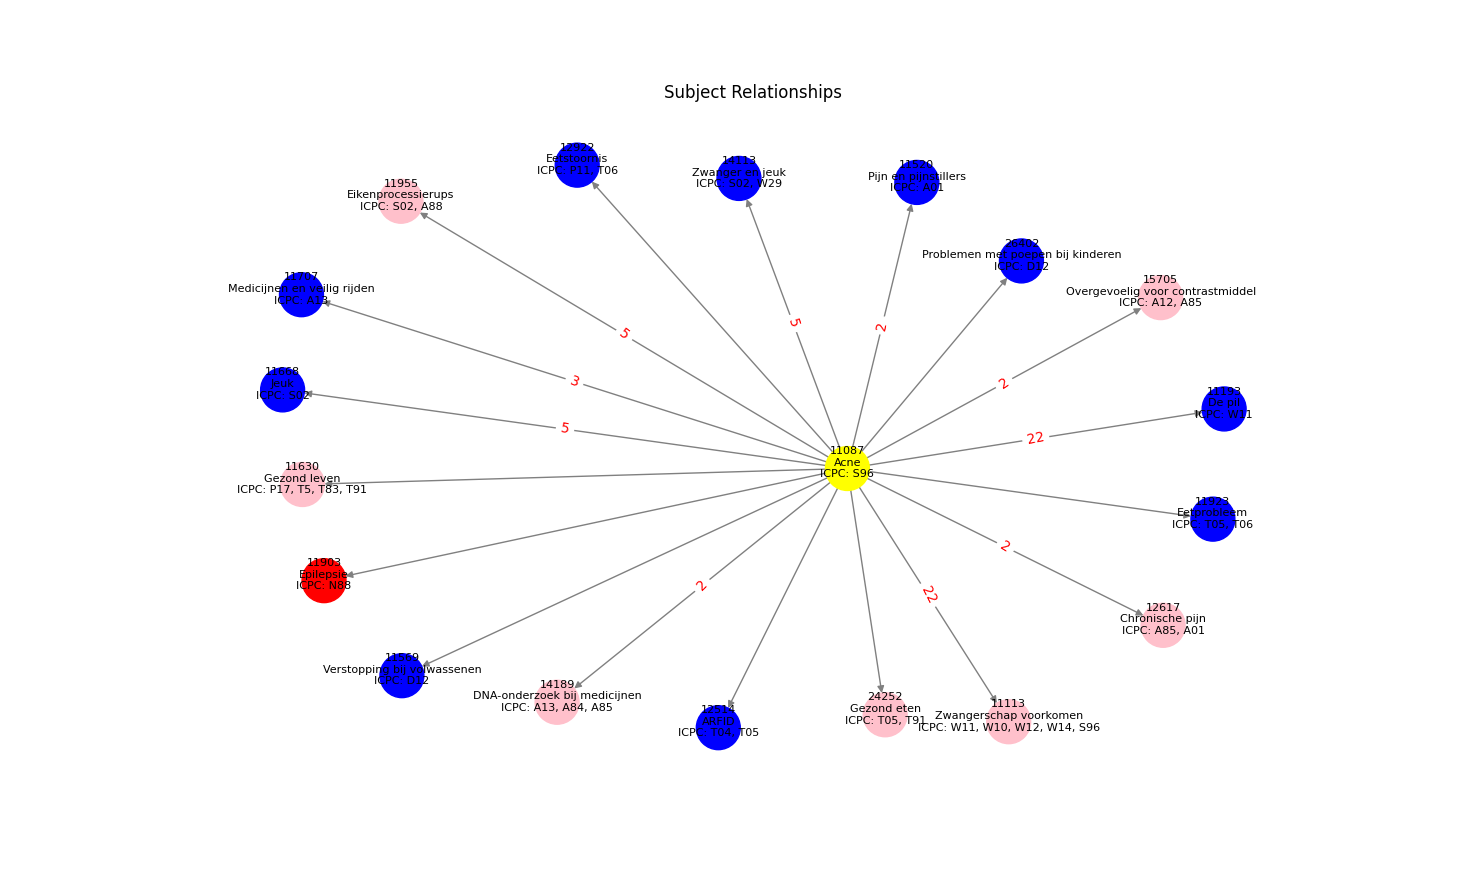 Subject Relationships
12922
Eetstoornis
ICPC: P11, T06
14113
Zwanger en jeuk
ICPC: S02, W29
11520
Pijn en pijnstillers
ICPC: A01
11955
Eikenprocessierups
ICPC: S02, A88
26402
Problemen met poepen bij kinderen
ICPC: D12
15705
Overgevoelig voor contrastmiddel
ICPC: A12, A85
Medicijnen en veilig rijden
ICPC: A13
5
2
5
3
2
11668
Jeuk
ICPC: S02
11193
De pil
ICPC: W11
5
22
11087
Acne
ICPC: S96
11630
Gezond leven
ICPC: P17, T5, T83, T91
11923
Eetprobleem
ICPC: T05, T06
2
11903
Epilepsie
ICPC: N88
2
22
12617
Chronische pijn
ICPC: A85, A01
11569
Verstopping bij volwassenen
ICPC: D12
14189
DNA-onderzoek bij medicijnen
ICPC: A13, A84, A85
12514
ARFID
ICPC: T04, T05
24252
Gezond eten
ICPC: T05, T91
11113
Zwangerschap voorkomen
ICPC: W11, W10, W12, W14, S96